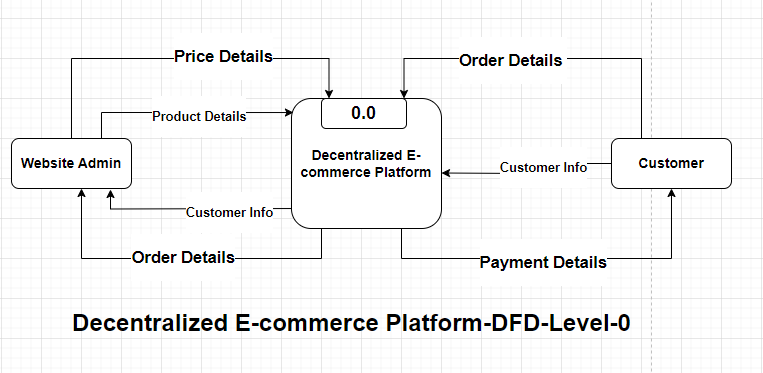 Price Details
Order Details
Product Details
0.0
Website Admin
Decentralized E-
commerce Platform
Customer Info
Customer
Customer Info
Order Details
Payment Details
Decentralized E-commerce Platform-DFD-Level-0